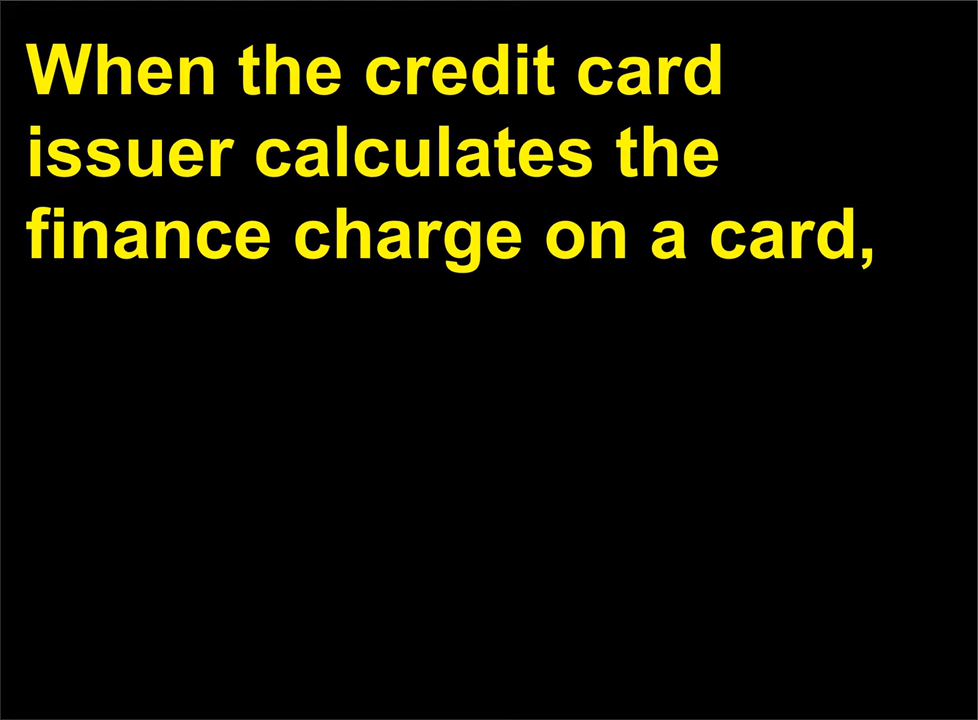 When the credit card
issuer calculates the
finance charge on a card,